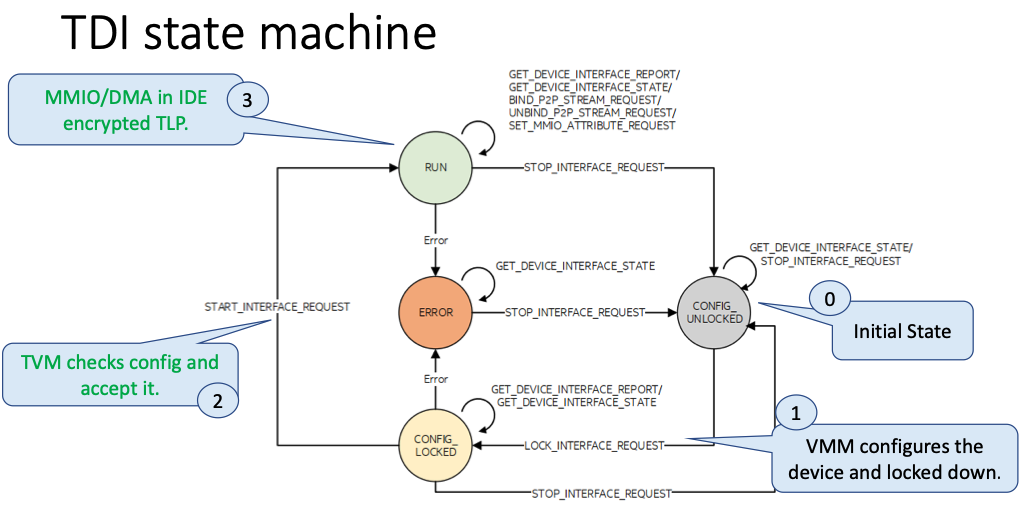 TDI state machine
MMIO/DMA in IDE
encrypted TLP.
3
GET_DEVICE_INTERFACE_REPORT/
GET_DEVICE_INTERFACE_STATE/
BIND_P2P_STREAM_REQUEST/
UNBIND_P2P_STREAM_REQUEST/
SET_MMIO_ATTRIBUTE_REQUEST
RUN
STOP_INTERFACE_REQUEST
Error
GET_DEVICE_INTERFACE_STATE/
STOP_INTERFACE_REQUEST
GET_DEVICE_INTERFACE_STATE
0
START_INTERFACE_REQUEST
ERROR
STOP_INTERFACE_REQUEST
CONFIG_
UNLOCKED
Initial State
TVM checks config and
accept it.
2
Error
GET_DEVICE_INTERFACE_REPORT/
GET_DEVICE_INTERFACE_STATE
1
CONFIG_
LOCKED
LOCK_INTERFACE_REQUEST
VMM configures the
device and locked down.
STOP_INTERFACE_REQUEST